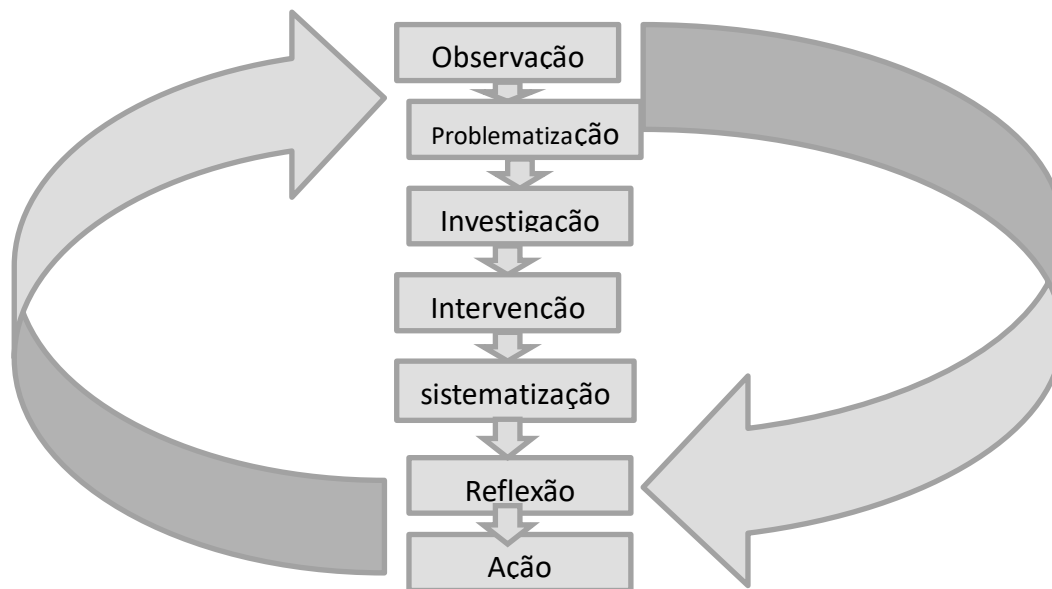 Observação
Problematização
Investigação
Intervenção
sistematização
Reflexão
Ação